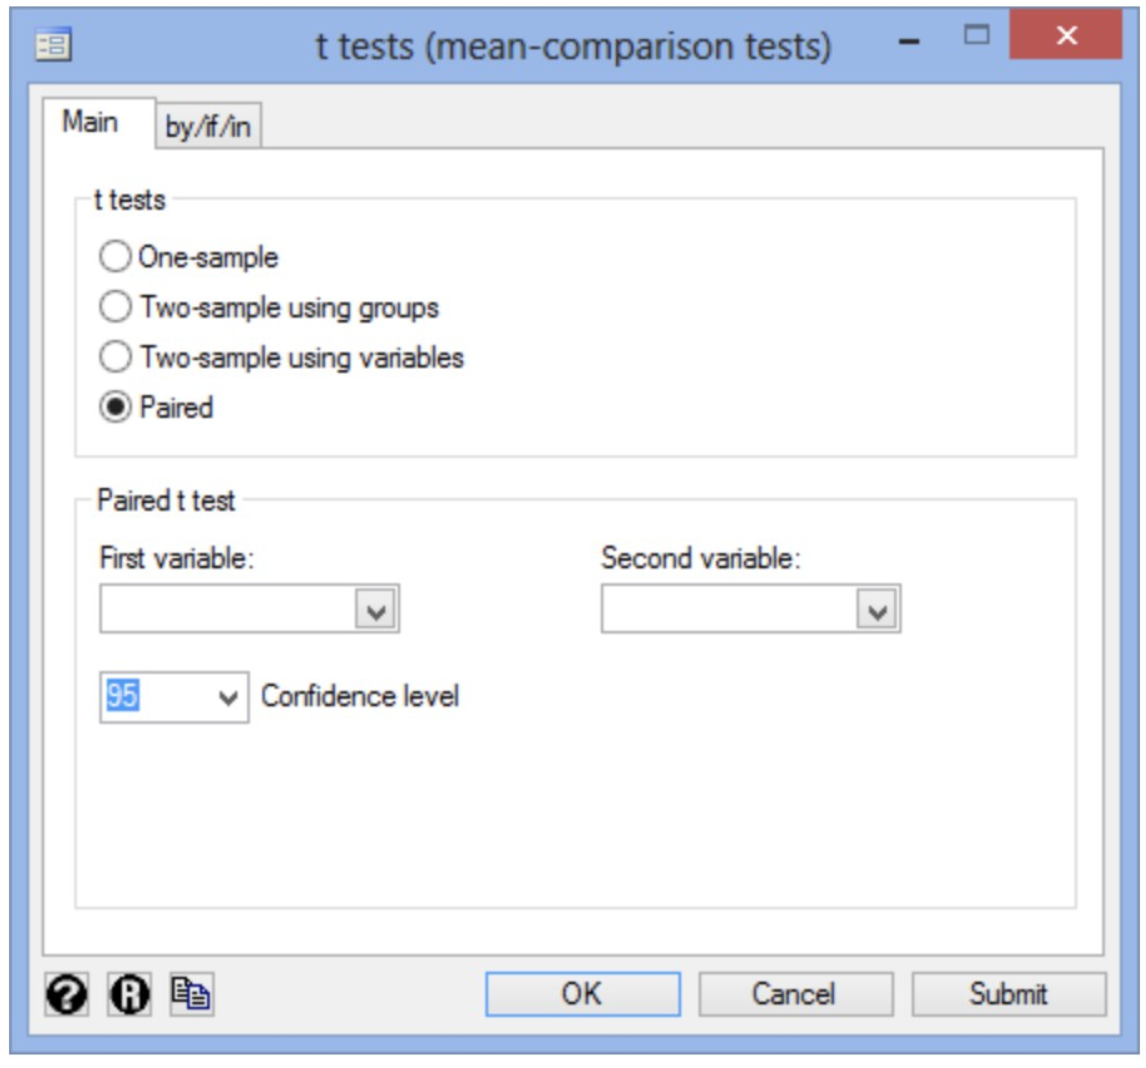 t tests (mean-comparison tests)
Main by/if/in
t tests
One-sample
Two-sample using groups
Two-sample using variables
Paired
Paired t test
First variable: Second variable:
95 Confidence level
? R OK Cancel Submit